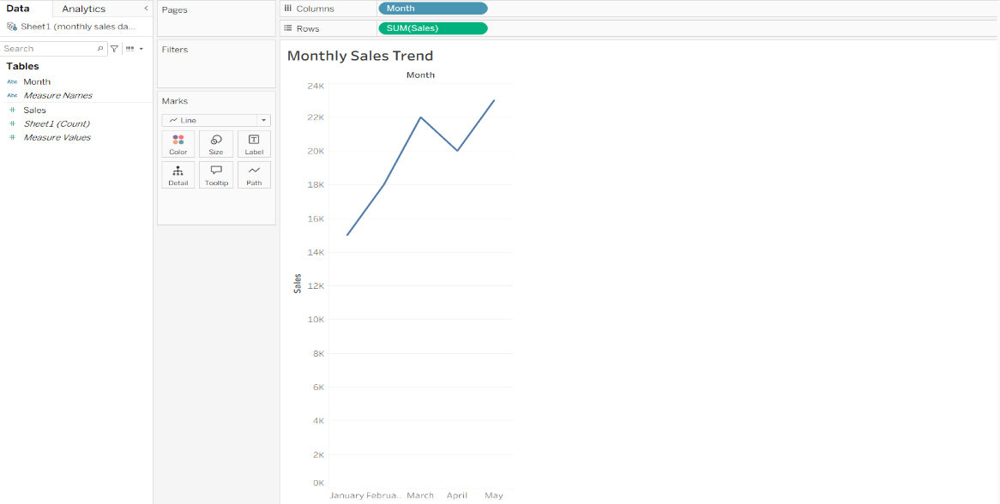 Data
Analytics
Sheet1 (monthly sales da...
Search
Tables
Abc Month
Abc Measure Names
# Sales
# Sheet1 (Count)
# Measure Values
Pages
Filters
Marks
Line
Color Size Label
Detail Tooltip Path
Columns Month
Rows SUM(Sales)
Monthly Sales Trend
Month
24K
22K
20K
18K
16K
14K
12K
10K
8K
6K
4K
2K
0K
Sales
January Februa.. March April May